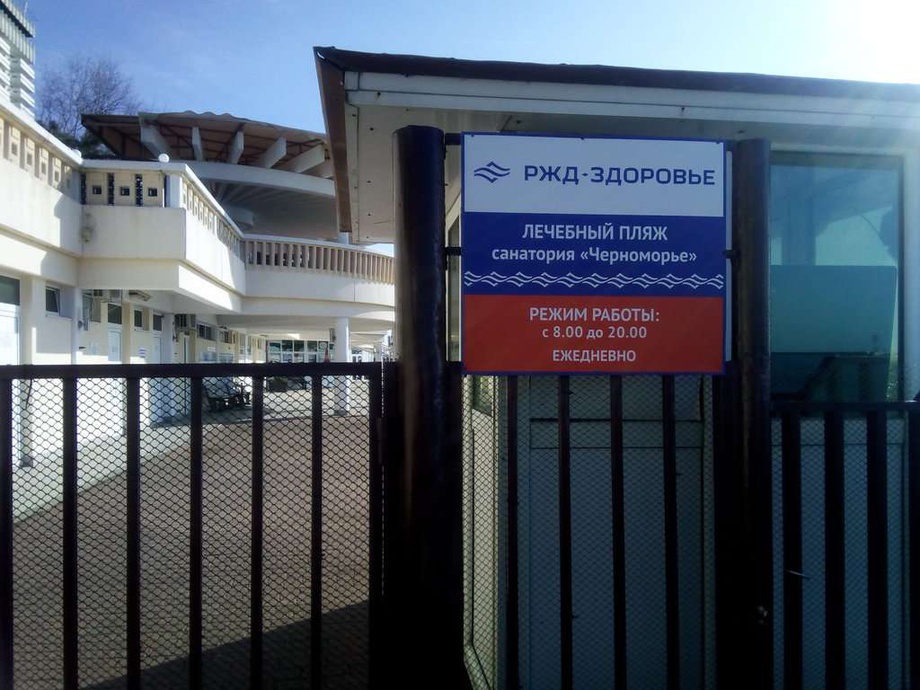 РЖД-ЗДОРОВЬЕ
ЛЕЧЕБНЫЙ ПЛЯЖ
санатория «Черноморье»
РЕЖИМ РАБОТЫ:
с 8.00 до 20.00
ЕЖЕДНЕВНО